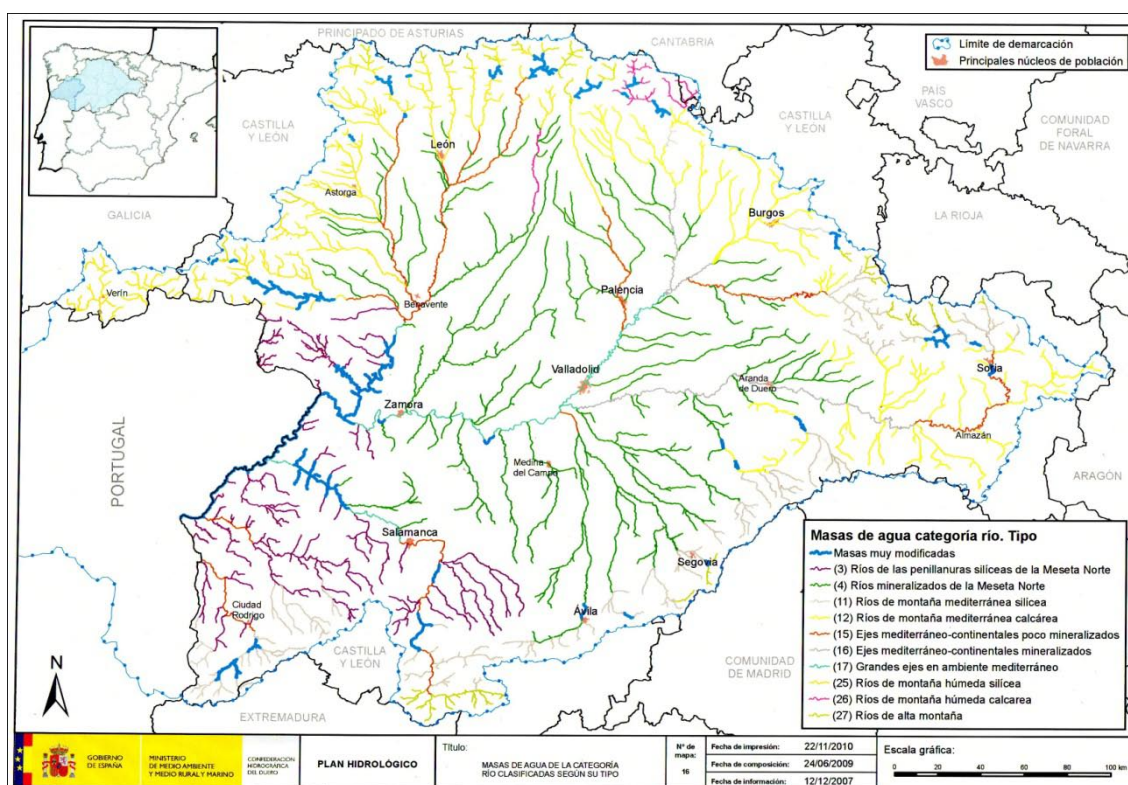 PRINCIPADO DE ASTURIAS
CANTABRIA
Límite de demarcación
Principales núcleos de población
PAÍS
VASCO
CASTILLA
Y LEÓN
CASTILLA
Y LEÓN
COMUNIDAD
FORAL
DE NAVARRA
León
Astorga
Burgos
GALICIA
LA RIOJA
Verín
Benavente
Palencia
Valladolid
Soria
Aranda
de Duero
Zamora
Almazán
PORTUGAL
Medina
del Campo
ARAGÓN
Salamanca
Segovia
Ciudad
Rodrigo
Ávila
CASTILLA
Y LEÓN
COMUNIDAD
DE MADRID
EXTREMADURA
N
Masas de agua categoría río. Tipo
Masas muy modificadas
(3) Ríos de las penillanuras silíceas de la Meseta Norte
(4) Ríos mineralizados de la Meseta Norte
(11) Ríos de montaña mediterránea silícea
(12) Ríos de montaña mediterránea calcárea
(15) Ejes mediterráneo-continentales poco mineralizados
(16) Ejes mediterráneo-continentales mineralizados
(17) Grandes ejes en ambiente mediterráneo
(25) Ríos de montaña húmeda silícea
(26) Ríos de montaña húmeda calcarea
(27) Ríos de alta montaña
GOBIERNO
DE ESPAÑA
MINISTERIO
DE MEDIO AMBIENTE
Y MEDIO RURAL Y MARINO
CONFEDERACIÓN
HIDROGRÁFICA
DEL DUERO
PLAN HIDROLÓGICO
Título:
MASAS DE AGUA DE LA CATEGORÍA
RÍO CLASIFICADAS SEGÚN SU TIPO
Nº de
mapa:
16
Fecha de impresión: 22/11/2010
Fecha de composición: 24/06/2009
Fecha de información: 12/12/2007
Escala gráfica:
0 20 40 60 80 100 km